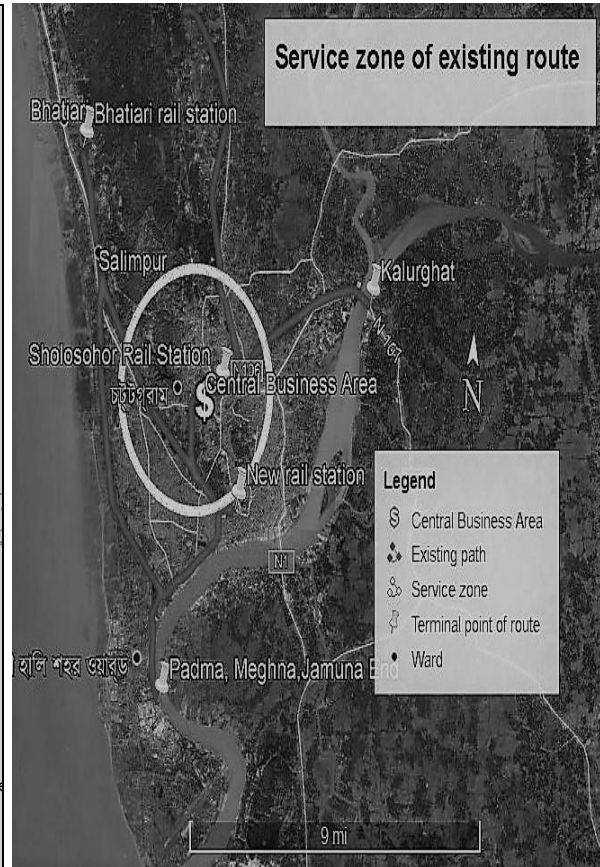 Service zone of existing route
Bhatiari Bhatiari rail station
Salimpur
Kalurghat
N 107
Sholosohor Rail Station
N106
চট্টগ্রাম
Central Business Area
N
New rail station
Legend
Central Business Area
Existing path
Service zone
Terminal point of route
Ward
N1
হালি শহর ওয়ারড
Padma, Meghna,Jamuna End
9 mi